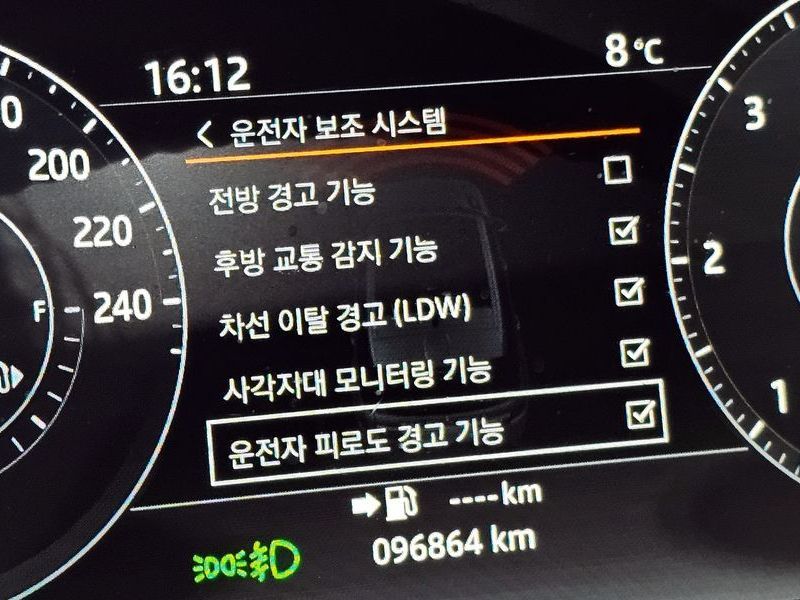 16:12
8°C
운전자 보조 시스템
전방 경고 기능
후방 교통 감지 기능
차선 이탈 경고 (LDW)
사각지대 모니터링 기능
운전자 피로도 경고 기능
----km
096864 km
0
200
220
240
F
3
2
1